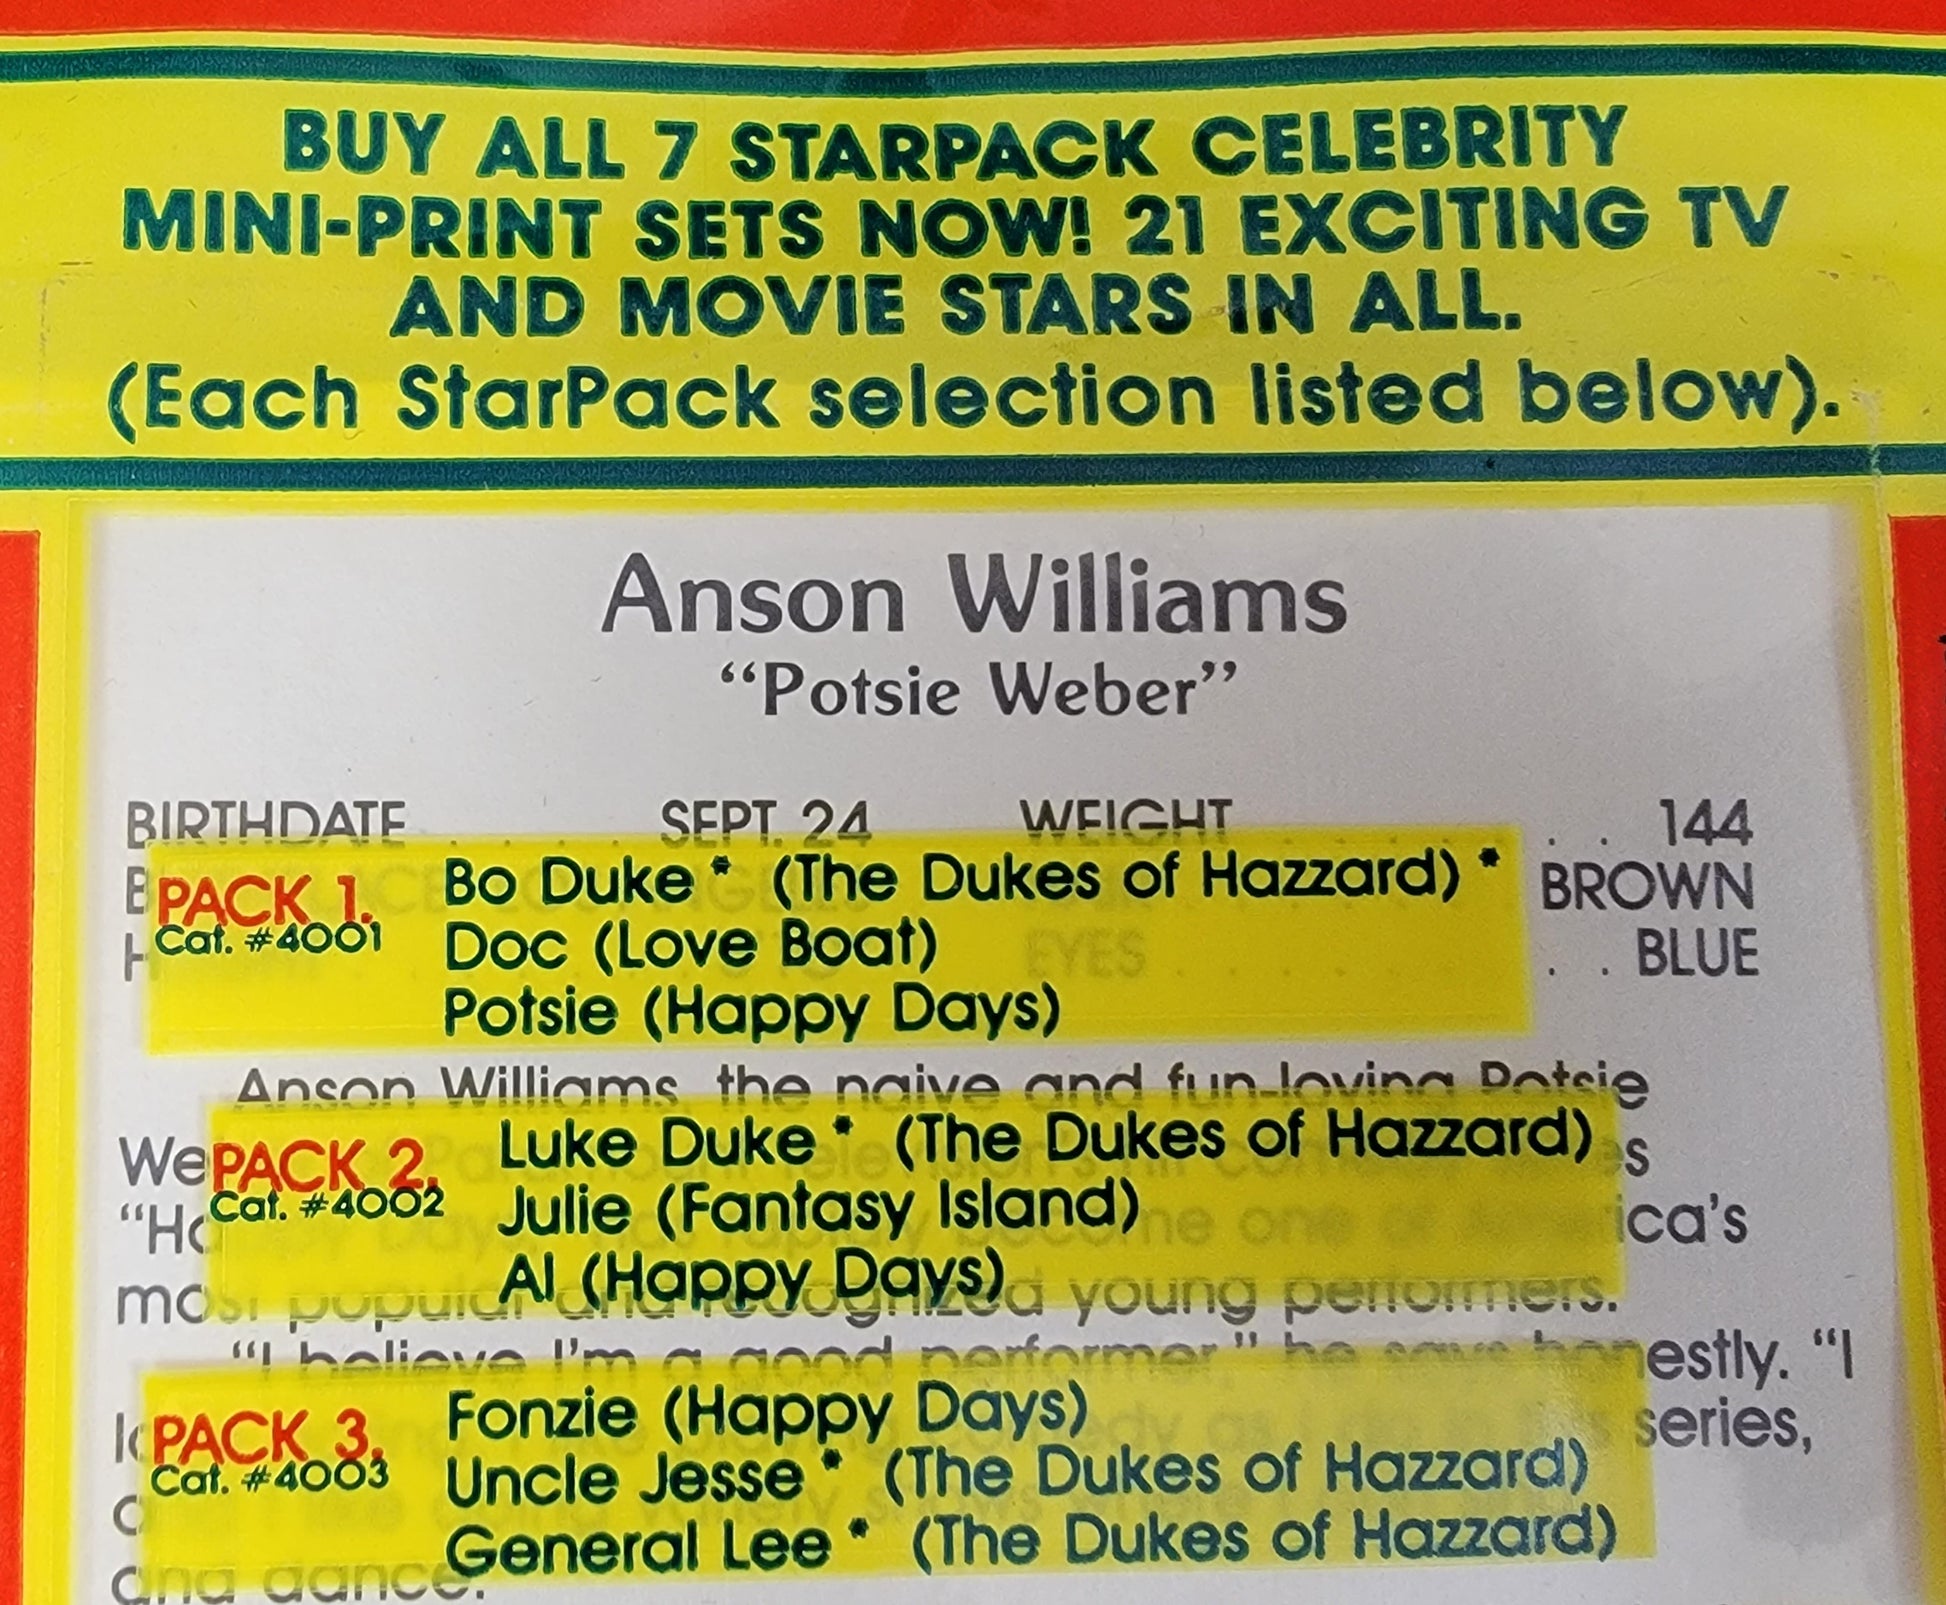 BUY ALL 7 STARPACK CELEBRITY
MINI-PRINT SETS NOW! 21 EXCITING TV
AND MOVIE STARS IN ALL.
(Each StarPack selection listed below).
Anson Williams
“Potsie Weber”
BIRTHDATE SEPT. 24 WEIGHT . . 144
BROWN
EYES . . BLUE
PACK 1.
Cat. #4001
Bo Duke* (The Dukes of Hazzard)*
Doc (Love Boat)
Potsie (Happy Days)
Anson Williams, the naive and fun-loving Potsie
PACK 2.
Cat. #4002
Luke Duke* (The Dukes of Hazzard)
Julie (Fantasy Island)
Al (Happy Days)
most popular and recognized young performers.
“I believe I'm a good performer,” he says honestly. “I
series,
PACK 3.
Cat. #4003
Fonzie (Happy Days)
Uncle Jesse* (The Dukes of Hazzard)
General Lee* (The Dukes of Hazzard)
and dance.